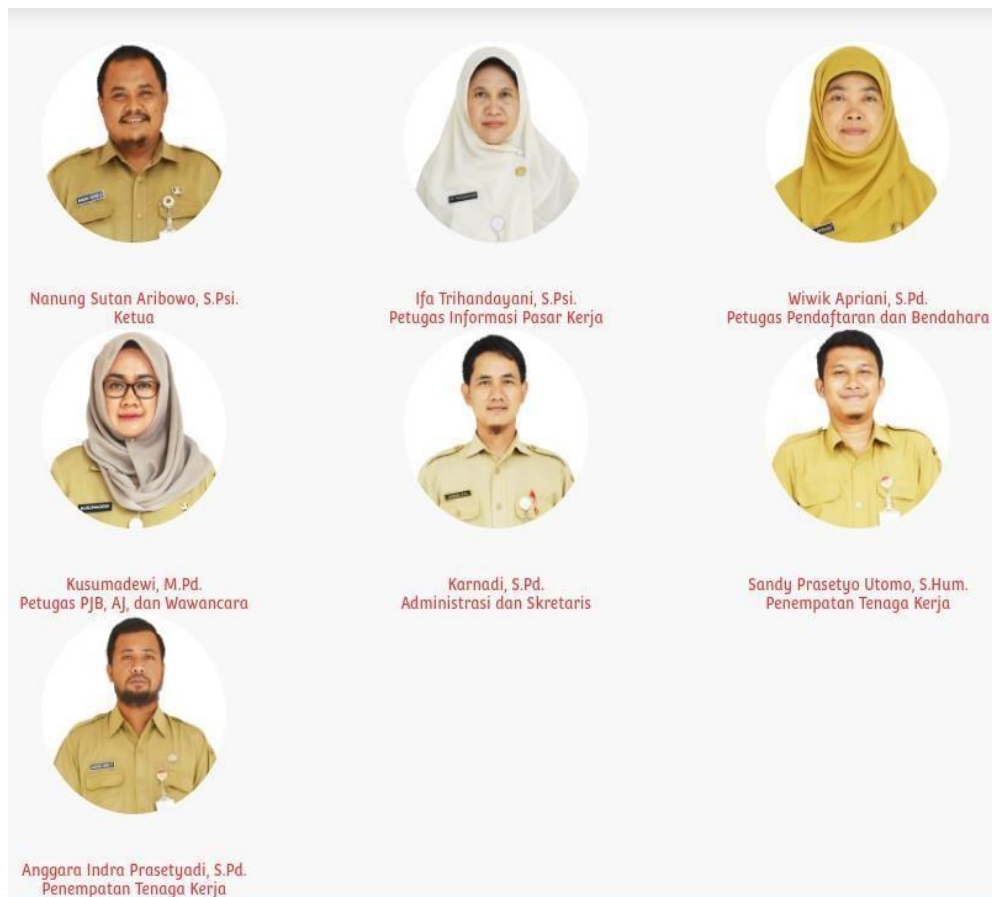 Nanung Sutan Aribowo, S.Psi.
Ketua
Ifa Trihandayani, S.Psi.
Petugas Informasi Pasar Kerja
Wiwik Apriani, S.Pd.
Petugas Pendaftaran dan Bendahara
Kusumadewi, M.Pd.
Petugas PJB, AJ, dan Wawancara
Karnadi, S.Pd.
Administrasi dan Skretaris
Sandy Prasetyo Utomo, S.Hum.
Penempatan Tenaga Kerja
Anggara Indra Prasetyadi, S.Pd.
Penempatan Tenaga Kerja